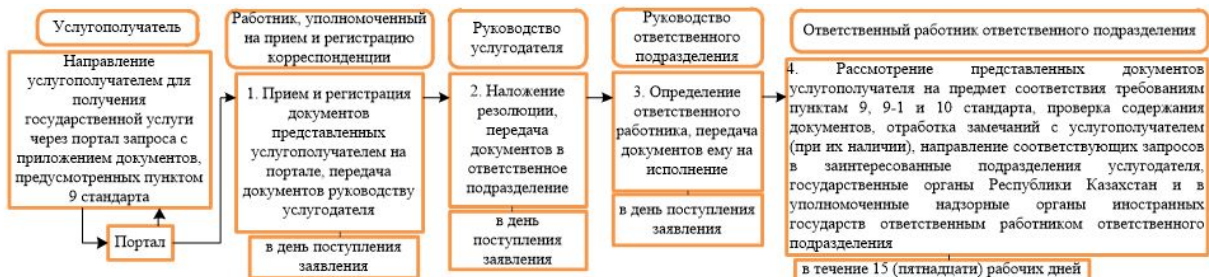 Услугополучатель
Направление
услугополучателем для
получения
государственной услуги
через портал запроса с
приложением документов,
предусмотренных пунктом
9 стандарта
Портал
Работник, уполномоченный
на прием и регистрацию
корреспонденции
1. Прием и регистрация
документов
представленных
услугополучателем на
портале, передача
документов руководству
услугодателя
в день поступления
заявления
Руководство
услугодателя
2. Наложение
резолюции,
передача
документов в
ответственное
подразделение
в день
поступления
заявления
Руководство
ответственного
подразделения
3. Определение
ответственного
работника, передача
документов ему на
исполнение
в день поступления
заявления
Ответственный работник ответственного подразделения
4. Рассмотрение представленных документов
услугополучателя на предмет соответствия требованиям
пунктам 9, 9-1 и 10 стандарта, проверка содержания
документов, отработка замечаний с услугополучателем
(при их наличии), направление соответствующих запросов
в заинтересованные подразделения услугодателя,
государственные органы Республики Казахстан и в
уполномоченные надзорные органы иностранных
государств ответственным работником ответственного
подразделения
в течение 15 (пятнадцати) рабочих дней